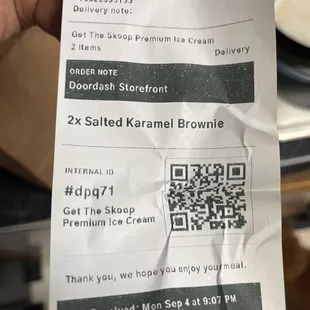 Delivery note:
Get The Skoop Premium Ice Cream
2 items
Delivery
ORDER NOTE
Doordash Storefront
2x Salted Karamel Brownie
INTERNAL ID
#dpq71
Get The Skoop
Premium Ice Cream
Thank you, we hope you enjoy your meal.
Mon Sep 4 at 9:07 PM